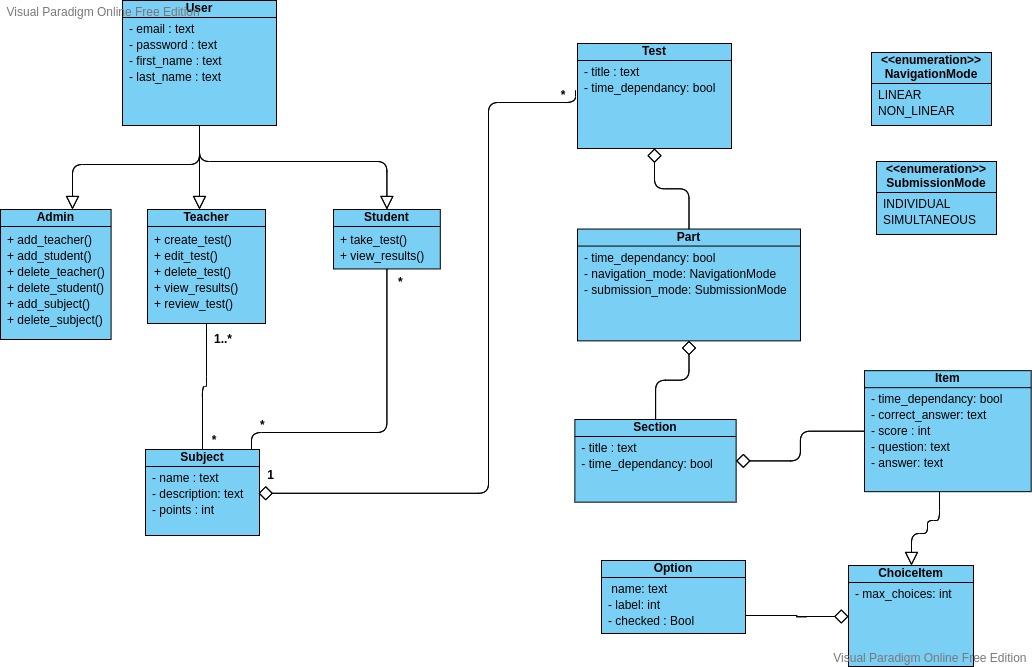 Visual Paradigm Online Free Edition
User
- email : text
- password : text
- first_name : text
- last_name : text
Admin
+ add_teacher()
+ add_student()
+ delete_teacher()
+ delete_student()
+ add_subject()
+ delete_subject()
Teacher
+ create_test()
+ edit_test()
+ delete_test()
+ view_results()
+ review_test()
Student
+ take_test()
+ view_results()
1..*
*
*
*
Subject
- name : text
- description: text
- points : int
1
*
Test
- title : text
- time_dependancy: bool
Part
- time_dependancy: bool
- navigation_mode: NavigationMode
- submission_mode: SubmissionMode
Section
- title : text
- time_dependancy: bool
<<enumeration>>
NavigationMode
LINEAR
NON_LINEAR
<<enumeration>>
SubmissionMode
INDIVIDUAL
SIMULTANEOUS
Item
- time_dependancy: bool
- correct_answer: text
- score : int
- question: text
- answer: text
Option
name: text
- label: int
- checked : Bool
ChoiceItem
- max_choices: int
Visual Paradigm Online Free Edition